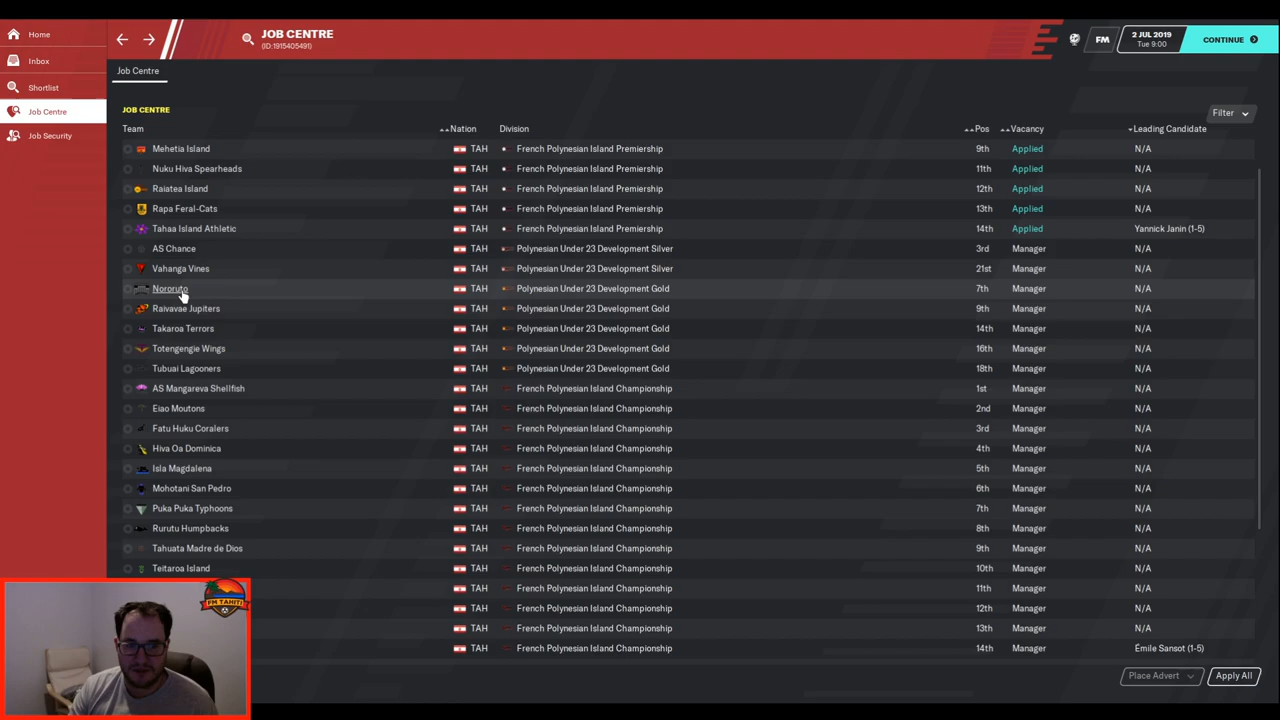 Home
JOB CENTRE
(ID:1915405491)
FM
2 JUL 2019
Tue 9:00
CONTINUE
Inbox
Shortlist
Job Centre
Job Security
Job Centre
JOB CENTRE
Filter
Team Nation Division Pos Vacancy Leading Candidate
Mehetia Island TAH French Polynesian Island Premiership 9th Applied N/A
Nuku Hiva Spearheads TAH French Polynesian Island Premiership 11th Applied N/A
Raiatea Island TAH French Polynesian Island Premiership 12th Applied N/A
Rapa Feral-Cats TAH French Polynesian Island Premiership 13th Applied N/A
Tahaa Island Athletic TAH French Polynesian Island Premiership 14th Applied Yannick Janin (1-5)
AS Chance TAH Polynesian Under 23 Development Silver 3rd Manager N/A
Vahanga Vines TAH Polynesian Under 23 Development Silver 21st Manager N/A
Nororuto TAH Polynesian Under 23 Development Gold 7th Manager N/A
Raivavae Jupiters TAH Polynesian Under 23 Development Gold 9th Manager N/A
Takaroa Terrors TAH Polynesian Under 23 Development Gold 14th Manager N/A
Totengengie Wings TAH Polynesian Under 23 Development Gold 16th Manager N/A
Tubuai Lagooners TAH Polynesian Under 23 Development Gold 18th Manager N/A
AS Mangareva Shellfish TAH French Polynesian Island Championship 1st Manager N/A
Eiao Moutons TAH French Polynesian Island Championship 2nd Manager N/A
Fatu Huku Coralers TAH French Polynesian Island Championship 3rd Manager N/A
Hiva Oa Dominica TAH French Polynesian Island Championship 4th Manager N/A
Isla Magdalena TAH French Polynesian Island Championship 5th Manager N/A
Mohotani San Pedro TAH French Polynesian Island Championship 6th Manager N/A
Puka Puka Typhoons TAH French Polynesian Island Championship 7th Manager N/A
Rurutu Humpbacks TAH French Polynesian Island Championship 8th Manager N/A
Tahuata Madre de Dios TAH French Polynesian Island Championship 9th Manager N/A
Teitaroa Island TAH French Polynesian Island Championship 10th Manager N/A
TAH French Polynesian Island Championship 11th Manager N/A
TAH French Polynesian Island Championship 12th Manager N/A
TAH French Polynesian Island Championship 13th Manager N/A
TAH French Polynesian Island Championship 14th Manager Émile Sansot (1-5)
FM TAHITI
Place Advert
Apply All